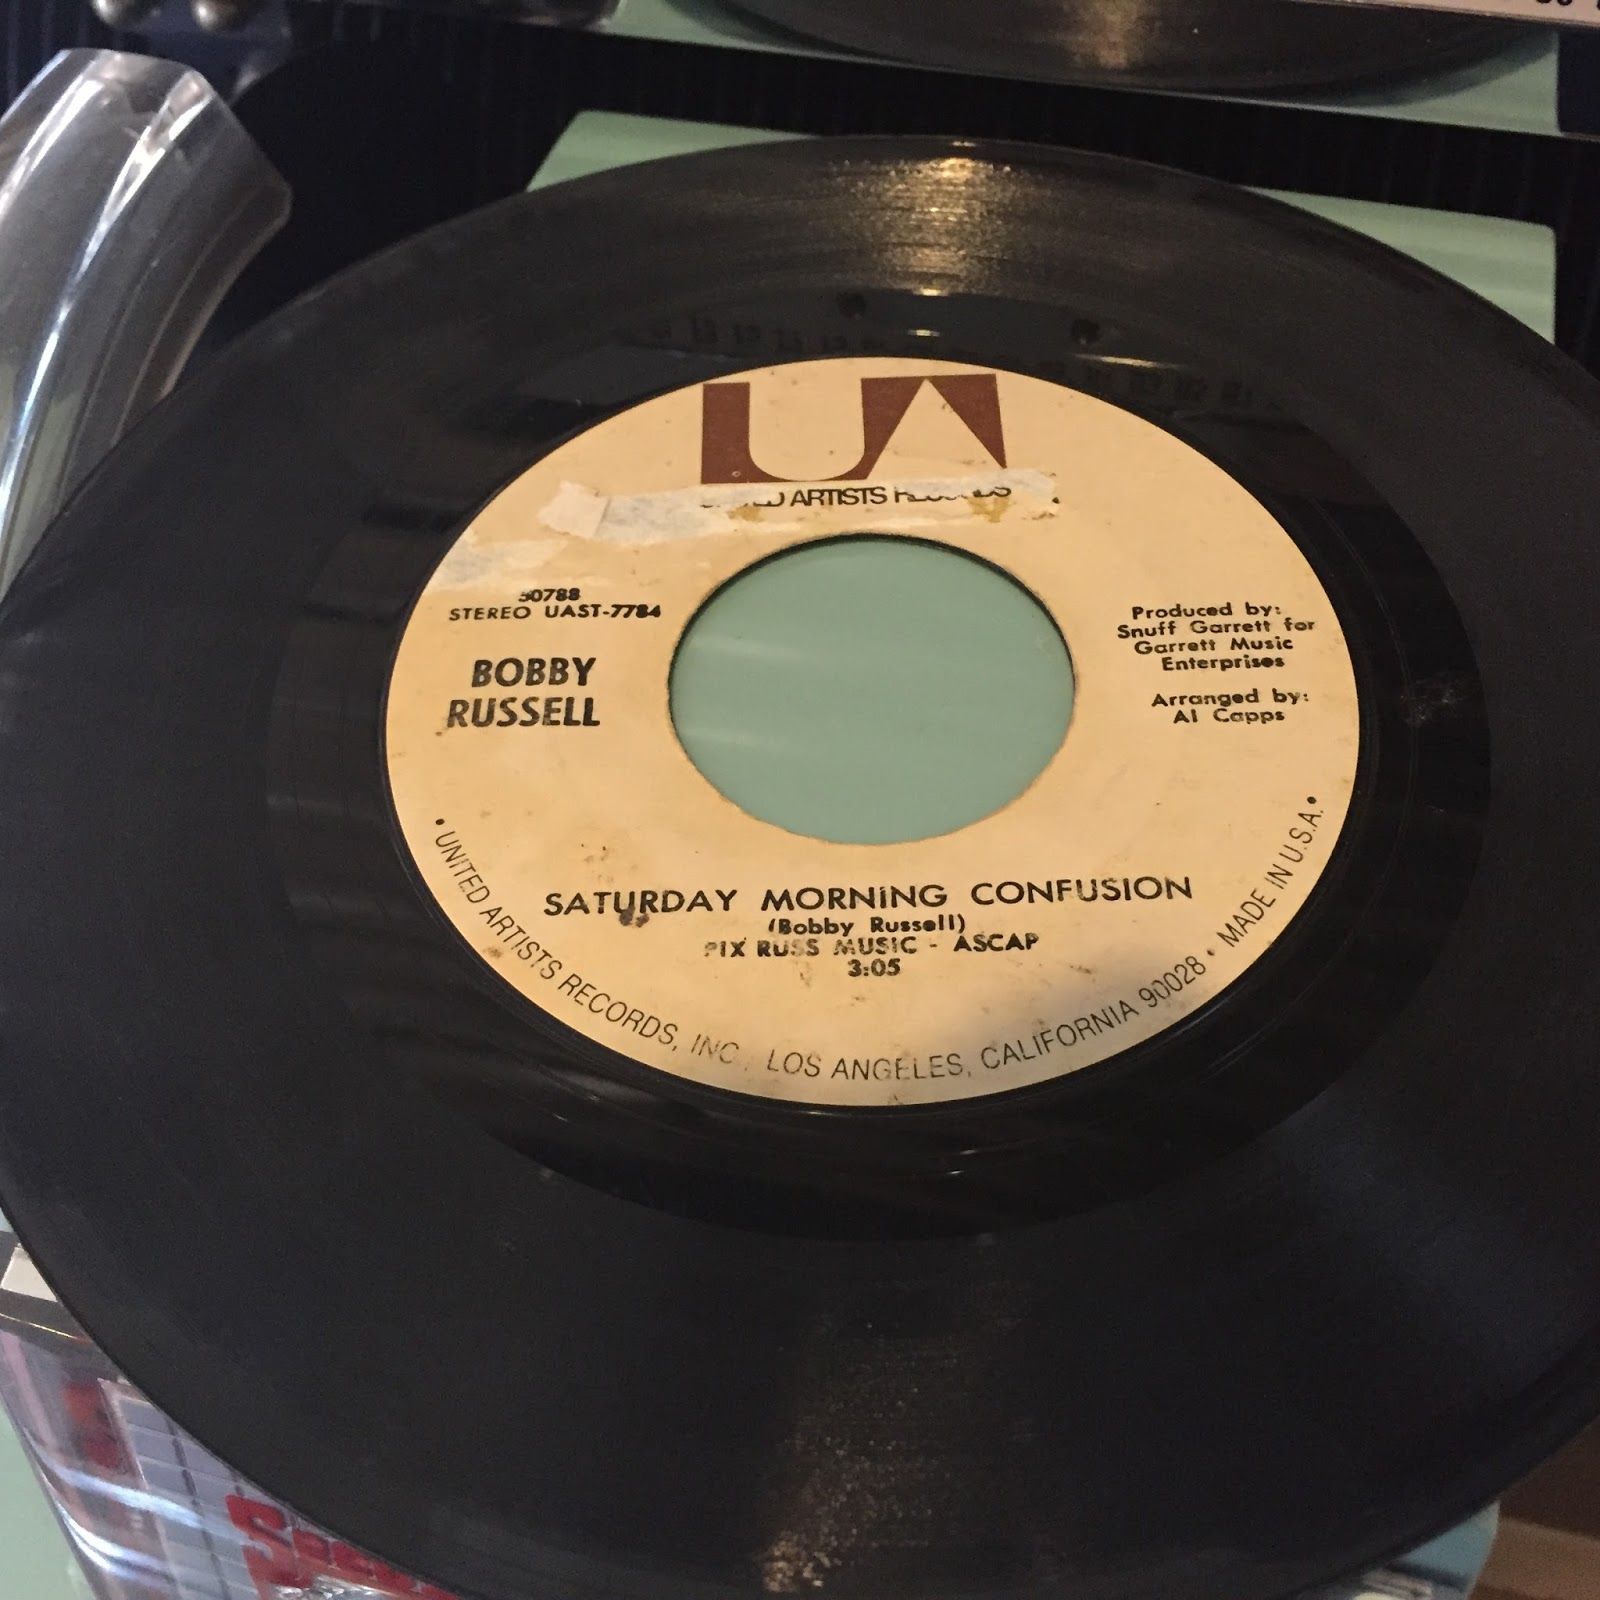 UA
ARTISTS
50788
STEREO UAST-7784
BOBBY
RUSSELL
Produced by:
Snuff Garrett for
Garrett Music
Enterprises
Arranged by:
Al Capps
SATURDAY MORNING CONFUSION
(Bobby Russell)
PIX RUSS MUSIC - ASCAP
3:05
• UNITED ARTISTS RECORDS, INC., LOS ANGELES, CALIFORNIA 90028 • MADE IN U.S.A. •